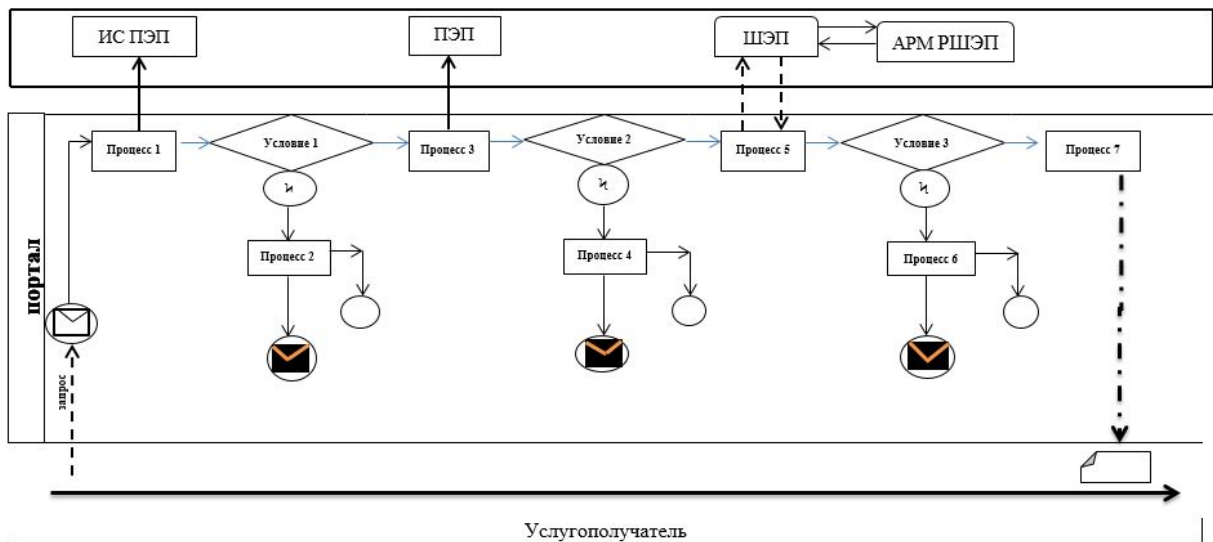 ИС ПЭП
ПЭП
ШЭП
АРМ РШЭП
портал
Процесс 1
Условие 1
Процесс 3
Условие 2
Процесс 5
Условие 3
Процесс 7
Процесс 2
Процесс 4
Процесс 6
запрос
Услугополучатель